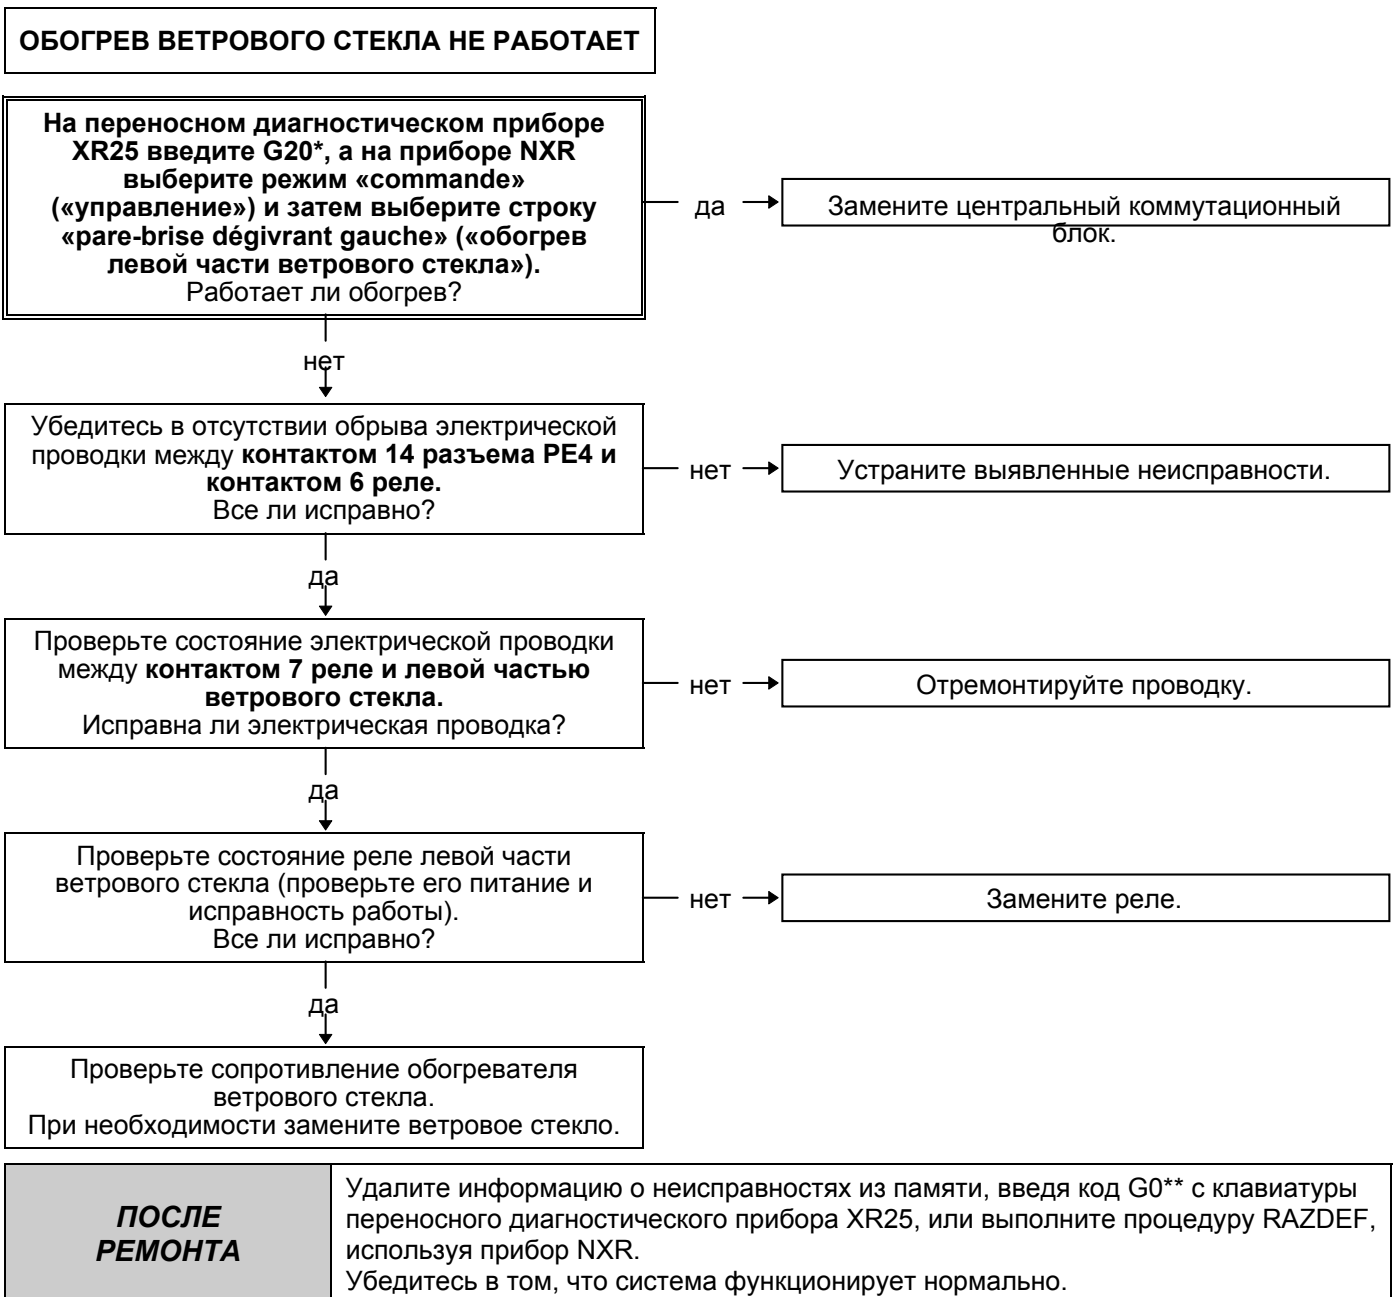 ОБОГРЕВ ВЕТРОВОГО СТЕКЛА НЕ РАБОТАЕТ
На переносном диагностическом приборе
XR25 введите G20*, а на приборе NXR
выберите режим «commande»
(«управление») и затем выберите строку
«pare-brise dégivrant gauche» («обогрев
левой части ветрового стекла»).
Работает ли обогрев?
да
Замените центральный коммутационный
блок.
нет
Убедитесь в отсутствии обрыва электрической
проводки между контактом 14 разъема PE4 и
контактом 6 реле.
Все ли исправно?
нет
Устраните выявленные неисправности.
да
Проверьте состояние электрической проводки
между контактом 7 реле и левой частью
ветрового стекла.
Исправна ли электрическая проводка?
нет
Отремонтируйте проводку.
да
Проверьте состояние реле левой части
ветрового стекла (проверьте его питание и
исправность работы).
Все ли исправно?
нет
Замените реле.
да
Проверьте сопротивление обогревателя
ветрового стекла.
При необходимости замените ветровое стекло.
ПОСЛЕ
РЕМОНТА
Удалите информацию о неисправностях из памяти, введя код G0** с клавиатуры
переносного диагностического прибора XR25, или выполните процедуру RAZDEF,
используя прибор NXR.
Убедитесь в том, что система функционирует нормально.